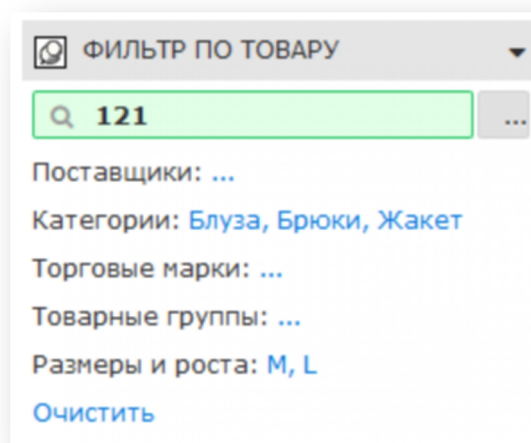 ФИЛЬТР ПО ТОВАРУ
121 ...
Поставщики: ...
Категории: Блуза, Брюки, Жакет
Торговые марки: ...
Товарные группы: ...
Размеры и роста: M, L
Очистить